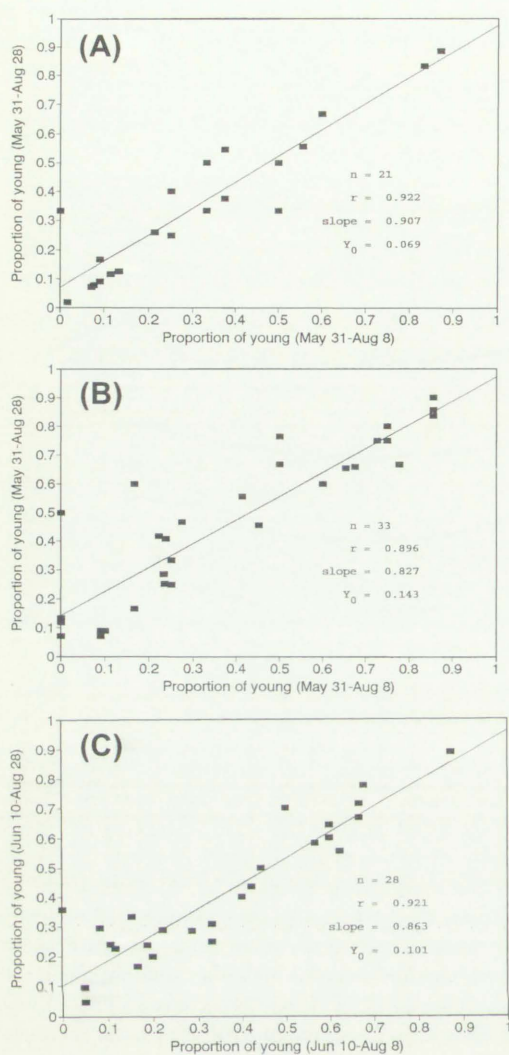 (A)
Proportion of young (May 31-Aug 28)
1
0.9
0.8
0.7
0.6
0.5
0.4
0.3
0.2
0.1
0
n = 21
r = 0.922
slope = 0.907
Y0 = 0.069
0 0.1 0.2 0.3 0.4 0.5 0.6 0.7 0.8 0.9 1
Proportion of young (May 31-Aug 8)
(B)
Proportion of young (May 31-Aug 28)
1
0.9
0.8
0.7
0.6
0.5
0.4
0.3
0.2
0.1
0
n = 33
r = 0.896
slope = 0.827
Y0 = 0.143
0 0.1 0.2 0.3 0.4 0.5 0.6 0.7 0.8 0.9 1
Proportion of young (May 31-Aug 8)
(C)
Proportion of young (Jun 10-Aug 28)
1
0.9
0.8
0.7
0.6
0.5
0.4
0.3
0.2
0.1
0
n = 28
r = 0.921
slope = 0.863
Y0 = 0.101
0 0.1 0.2 0.3 0.4 0.5 0.6 0.7 0.8 0.9 1
Proportion of young (Jun 10-Aug 8)